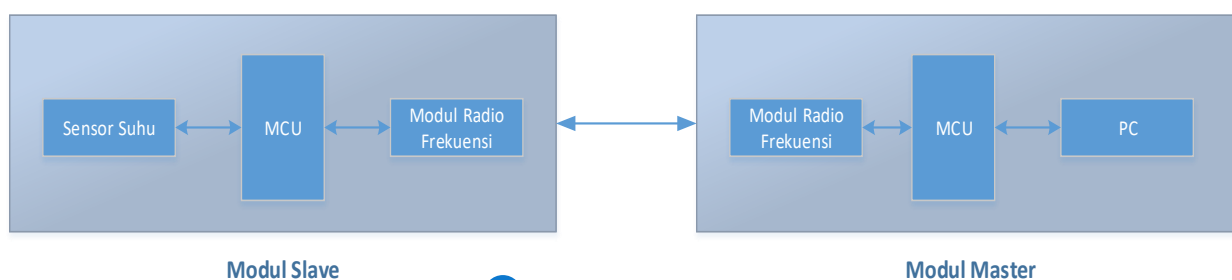 Sensor Suhu
MCU
Modul Radio
Frekuensi
Modul Radio
Frekuensi
MCU
PC
Modul Slave
Modul Master